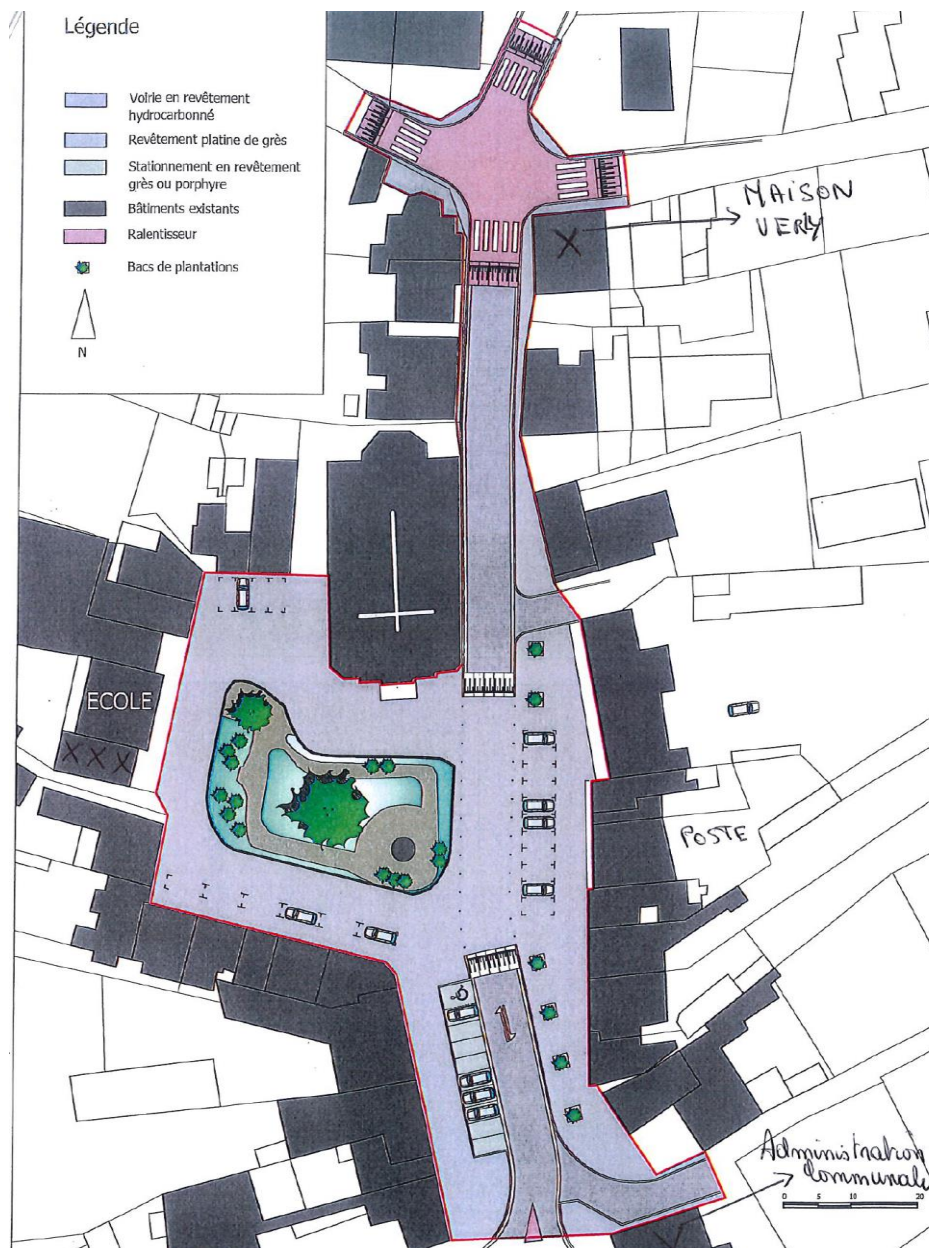 Légende
Voirie en revêtement
hydrocarbonné
Revêtement platine de grès
Stationnement en revêtement
grès ou porphyre
Bâtiments existants
Ralentisseur
Bacs de plantations
N
MAISON
VERLY
X
ECOLE
XXX
POSTE
Administration
Communale
0 5 10 20